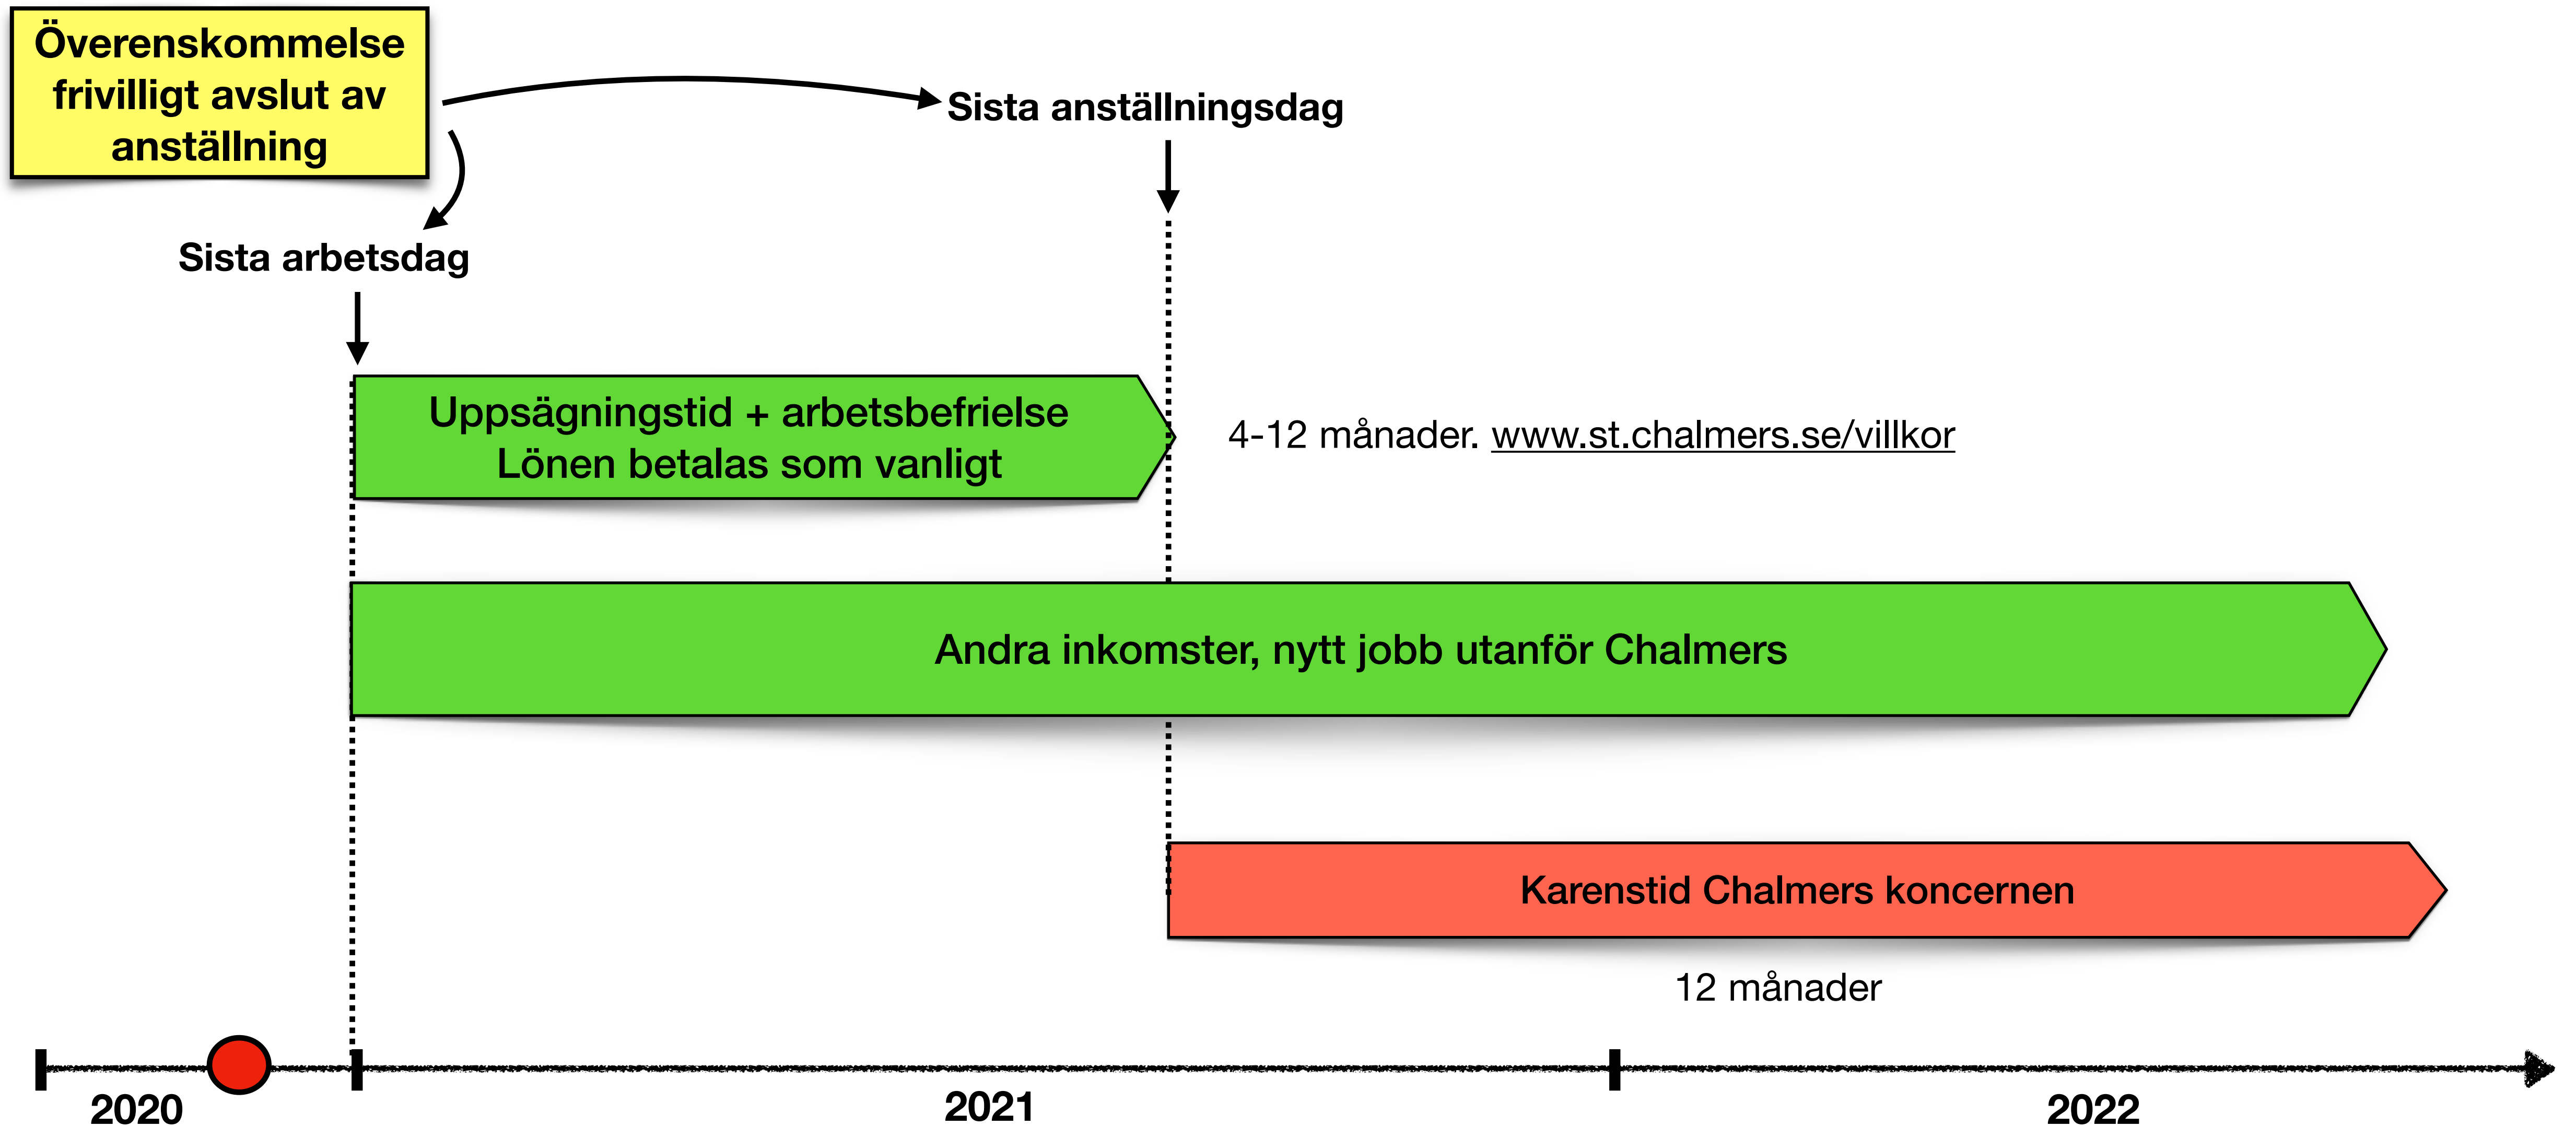 Överenskommelse
frivilligt avslut av
anställning
Sista anställningsdag
Sista arbetsdag
Uppsägningstid + arbetsbefrielse
Lönen betalas som vanligt
4-12 månader. www.st.chalmers.se/villkor
Andra inkomster, nytt jobb utanför Chalmers
Karenstid Chalmers koncernen
12 månader
2020
2021
2022